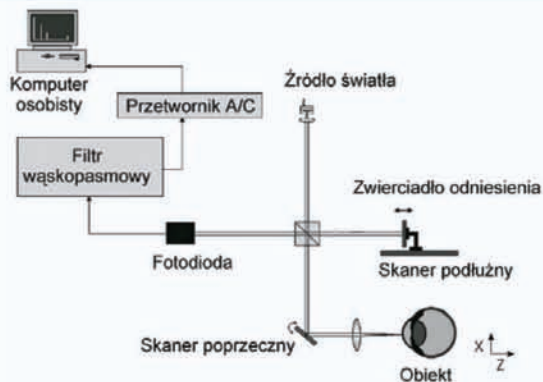 Komputer
osobisty
Przetwornik A/C
Filtr
wąskopasmowy
Fotodioda
Źródło światła
Zwierciadło odniesienia
Skaner podłużny
Skaner poprzeczny
Obiekt
X
Z